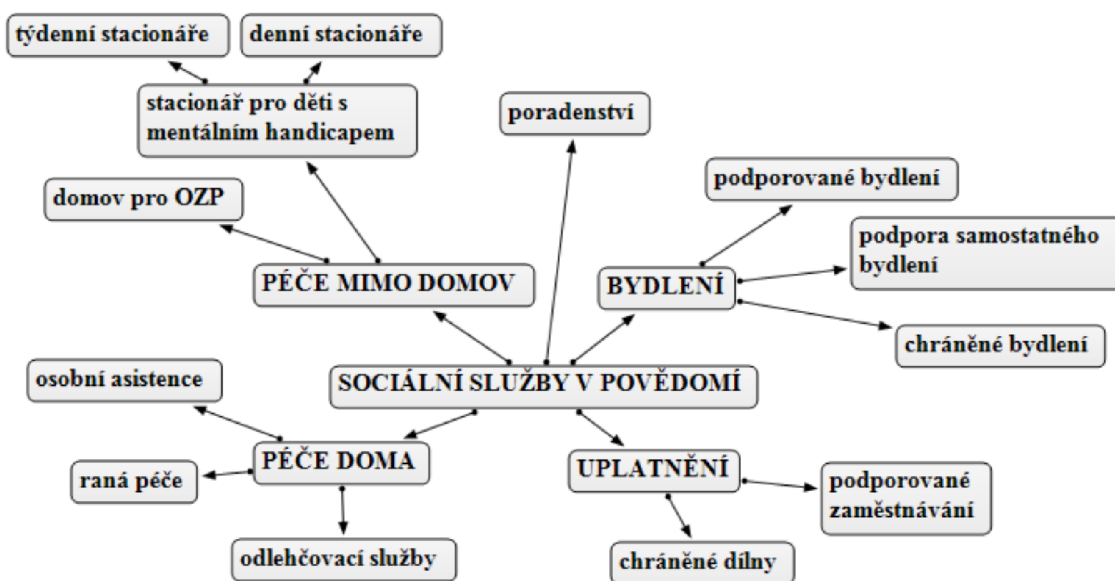 týdenní stacionáře
denní stacionáře
stacionář pro děti s
mentálním handicapem
poradenství
podporované bydlení
domov pro OZP
podpora samostatného
bydlení
PÉČE MIMO DOMOV
BYDLENÍ
chráněné bydlení
osobní asistence
SOCIÁLNÍ SLUŽBY V POVĚDOMÍ
PÉČE DOMA
UPLATNĚNÍ
raná péče
podporované
zaměstnávání
odlehčovací služby
chráněné dílny